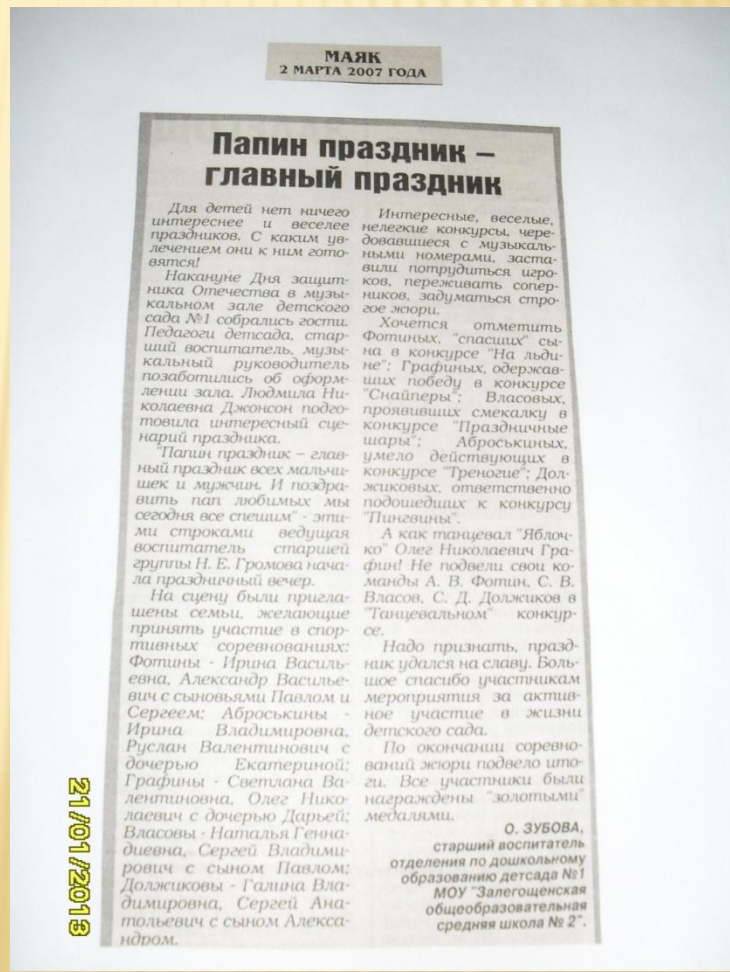 МАЯК
2 МАРТА 2007 ГОДА
Папин праздник –
главный праздник
Для детей нет ничего
интереснее и веселее
праздников. С каким ув-
лечением они к ним гото-
вятся!
Накануне Дня защит-
ника Отечества в музы-
кальном зале детского
сада №1 собрались гости.
Педагоги детсада, стар-
ший воспитатель, музы-
кальный руководитель
позаботились об оформ-
лении зала. Людмила Ни-
колаевна Джонсон подго-
товила интересный сце-
нарий праздника.
"Папин праздник – глав-
ный праздник всех мальчи-
шек и мужчин. И поздра-
вить пап любимых мы
сегодня все спешим" - эти-
ми строками ведущая
воспитатель старшей
группы Н. Е. Громова нача-
ла праздничный вечер.
На сцену были пригла-
шены семьи, желающие
принять участие в спор-
тивных соревнованиях:
Фотины - Ирина Василь-
евна, Александр Василье-
вич с сыновьями Павлом и
Сергеем; Аброськины -
Ирина Владимировна,
Руслан Валентинович с
дочерью Екатериной;
Графины - Светлана Ва-
лентиновна, Олег Нико-
лаевич с дочерью Дарьей;
Власовы - Наталья Генна-
диевна, Сергей Владими-
рович с сыном Павлом;
Должиковы - Галина Вла-
димировна, Сергей Ана-
тольевич с сыном Алекса-
ндром.
Интересные, веселые,
нелегкие конкурсы, чере-
довавшиеся с музыкаль-
ными номерами, заста-
вили потрудиться игро-
ков, переживать сопер-
ников, задуматься стро-
гое жюри.
Хочется отметить
Фотиных, "спасших" сы-
на в конкурсе "На льди-
не"; Графиных, одержав-
ших победу в конкурсе
"Снайперы"; Власовых,
проявивших смекалку в
конкурсе "Праздничные
шары"; Аброськиных,
умело действующих в
конкурсе "Треногие"; Дол-
жиковых, ответственно
подошедших к конкурсу
"Пингвины".
А как танцевал "Яблоч-
ко" Олег Николаевич Гра-
фин! Не подвели свои ко-
манды А. В. Фотин, С. В.
Власов, С. Д. Должиков в
"Танцевальном" конкур-
се.
Надо признать, празд-
ник удался на славу. Боль-
шое спасибо участникам
мероприятия за актив-
ное участие в жизни
детского сада.
По окончании соревно-
ваний жюри подвело ито-
ги. Все участники были
награждены "золотыми"
медалями.
О. ЗУБОВА,
старший воспитатель
отделения по дошкольному
образованию детсада №1
МОУ "Залегощенская
общеобразовательная
средняя школа № 2".
21/01/2013